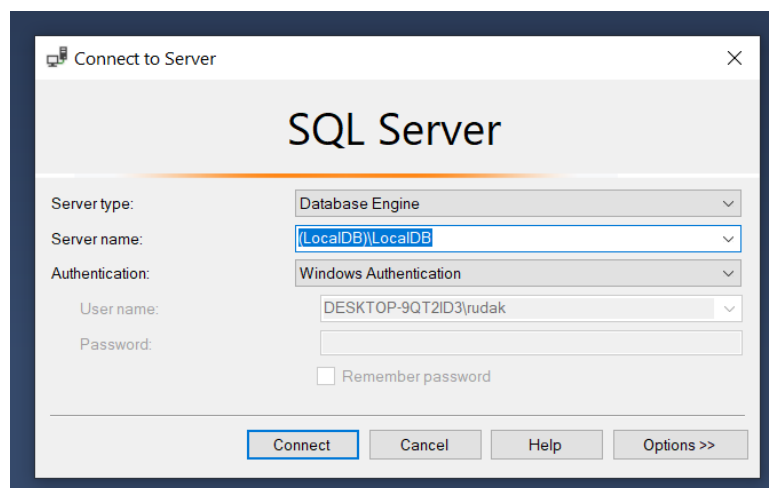 Connect to Server
SQL Server
Server type: Database Engine
Server name: (LocalDB)\LocalDB
Authentication: Windows Authentication
User name: DESKTOP-9QT2ID3\rudak
Password:
Remember password
Connect Cancel Help Options >>